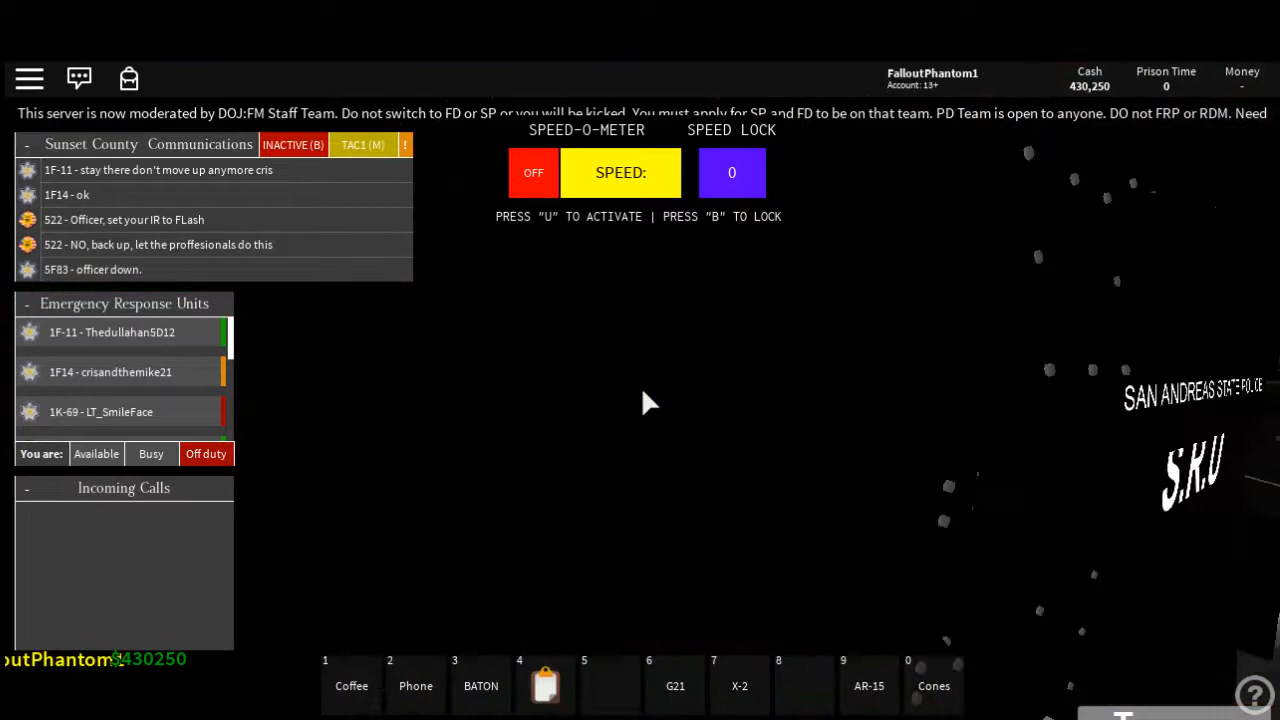 FalloutPhantom1
Account: 13+
Cash
430,250
Prison Time
0
Money
-
This server is now moderated by DOJ:FM Staff Team. Do not switch to FD or SP or you will be kicked. You must apply for SP and FD to be on that team. PD Team is open to anyone. DO not FRP or RDM. Need
- Sunset County Communications
INACTIVE (B)
TAC1 (M)
!
1F-11 - stay there don't move up anymore cris
1F14 - ok
522 - Officer, set your IR to FLash
522 - NO, back up, let the proffesionals do this
5F83 - officer down.
SPEED-O-METER
SPEED LOCK
OFF
SPEED:
0
PRESS "U" TO ACTIVATE | PRESS "B" TO LOCK
- Emergency Response Units
1F-11 - Thedullahan5D12
1F14 - crisandthemike21
1K-69 - LT_SmileFace
You are:
Available
Busy
Off duty
- Incoming Calls
SAN ANDREAS STATE POLICE
S.H.U
outPhantom1
$430250
1
Coffee
2
Phone
3
BATON
4
5
6
G21
7
X-2
8
9
AR-15
0
Cones
?